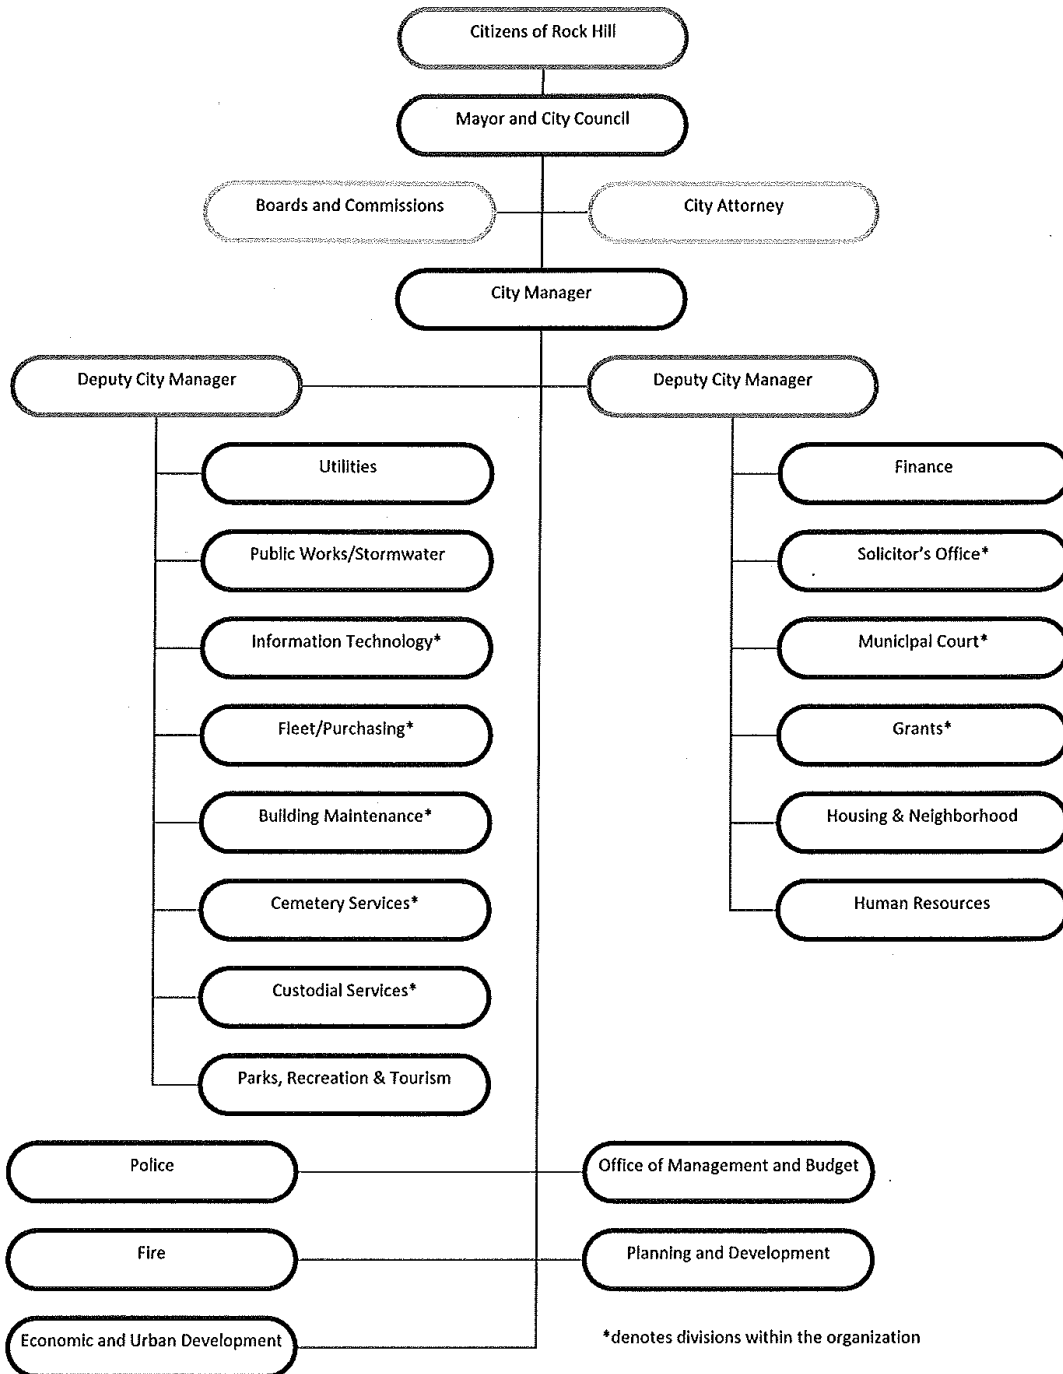 Citizens of Rock Hill
Mayor and City Council
Boards and Commissions
City Attorney
City Manager
Deputy City Manager
Deputy City Manager
Utilities
Finance
Public Works/Stormwater
Solicitor's Office*
Information Technology*
Municipal Court*
Fleet/Purchasing*
Grants*
Building Maintenance*
Housing & Neighborhood
Cemetery Services*
Human Resources
Custodial Services*
Parks, Recreation & Tourism
Police
Office of Management and Budget
Fire
Planning and Development
Economic and Urban Development
*denotes divisions within the organization